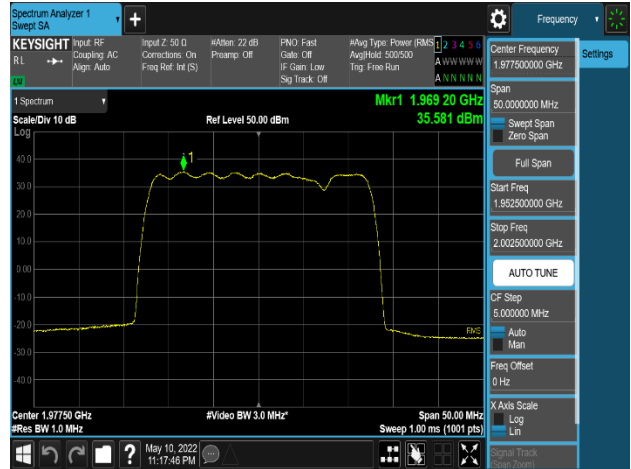 Spectrum Analyzer 1
Swept SA
+
Frequency
KEYSIGHT Input: RF Input Z: 50 Ω #Atten: 22 dB PNO: Fast #Avg Type: Power (RMS 1 2 3 4 5 6
RL Coupling: AC Corrections: On Preamp: Off Gate: Off Avg|Hold: 500/500 A W W W W W
Align: Auto Freq Ref: Int (S) IF Gain: Low Trig: Free Run
LXI Sig Track: Off A N N N N N
1 Spectrum
Mkr1 1.969 20 GHz
Scale/Div 10 dB Ref Level 50.00 dBm 35.581 dBm
Log
1
40.0
30.0
20.0
10.0
0.00
-10.0
-20.0
RMS
-30.0
-40.0
Center 1.97750 GHz #Video BW 3.0 MHz* Span 50.00 MHz
#Res BW 1.0 MHz Sweep 1.00 ms (1001 pts)
? May 10, 2022
11:17:46 PM
Center Frequency
1.977500000 GHz
Settings
Span
50.0000000 MHz
Swept Span
Zero Span
Full Span
Start Freq
1.952500000 GHz
Stop Freq
2.002500000 GHz
AUTO TUNE
CF Step
5.000000 MHz
Auto
Man
Freq Offset
0 Hz
X Axis Scale
Log
Lin
Signal Track
(Span Zoom)